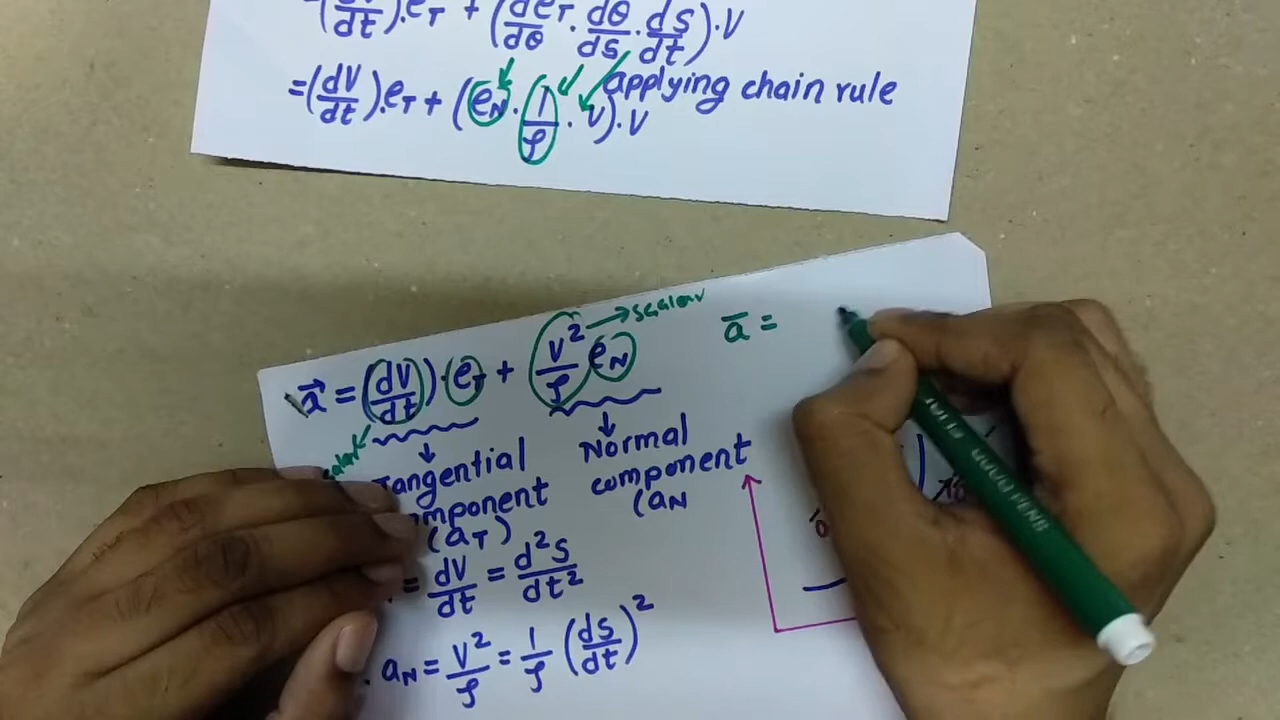 =(dV/dt).eT + (deT/dθ . dθ/ds . ds/dt).V
applying chain rule
=(dV/dt).eT + (eN . 1/ρ . V).V
scalar
a⃗ = (dV/dt).eT + V²/ρ eN
a̅ =
Tangential component (aT)
Normal component (aN
= dV/dt = d²s/dt²
. aN = V²/ρ = 1/ρ (ds/dt)²